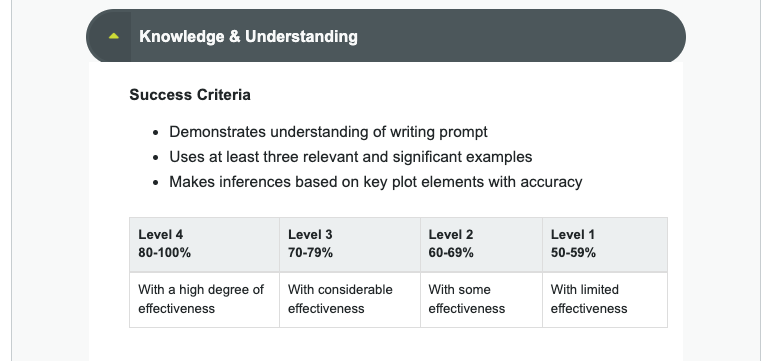 Knowledge & Understanding
Success Criteria
• Demonstrates understanding of writing prompt
• Uses at least three relevant and significant examples
• Makes inferences based on key plot elements with accuracy
Level 4 Level 3 Level 2 Level 1
80-100% 70-79% 60-69% 50-59%
With a high degree of With considerable With some With limited
effectiveness effectiveness effectiveness effectiveness